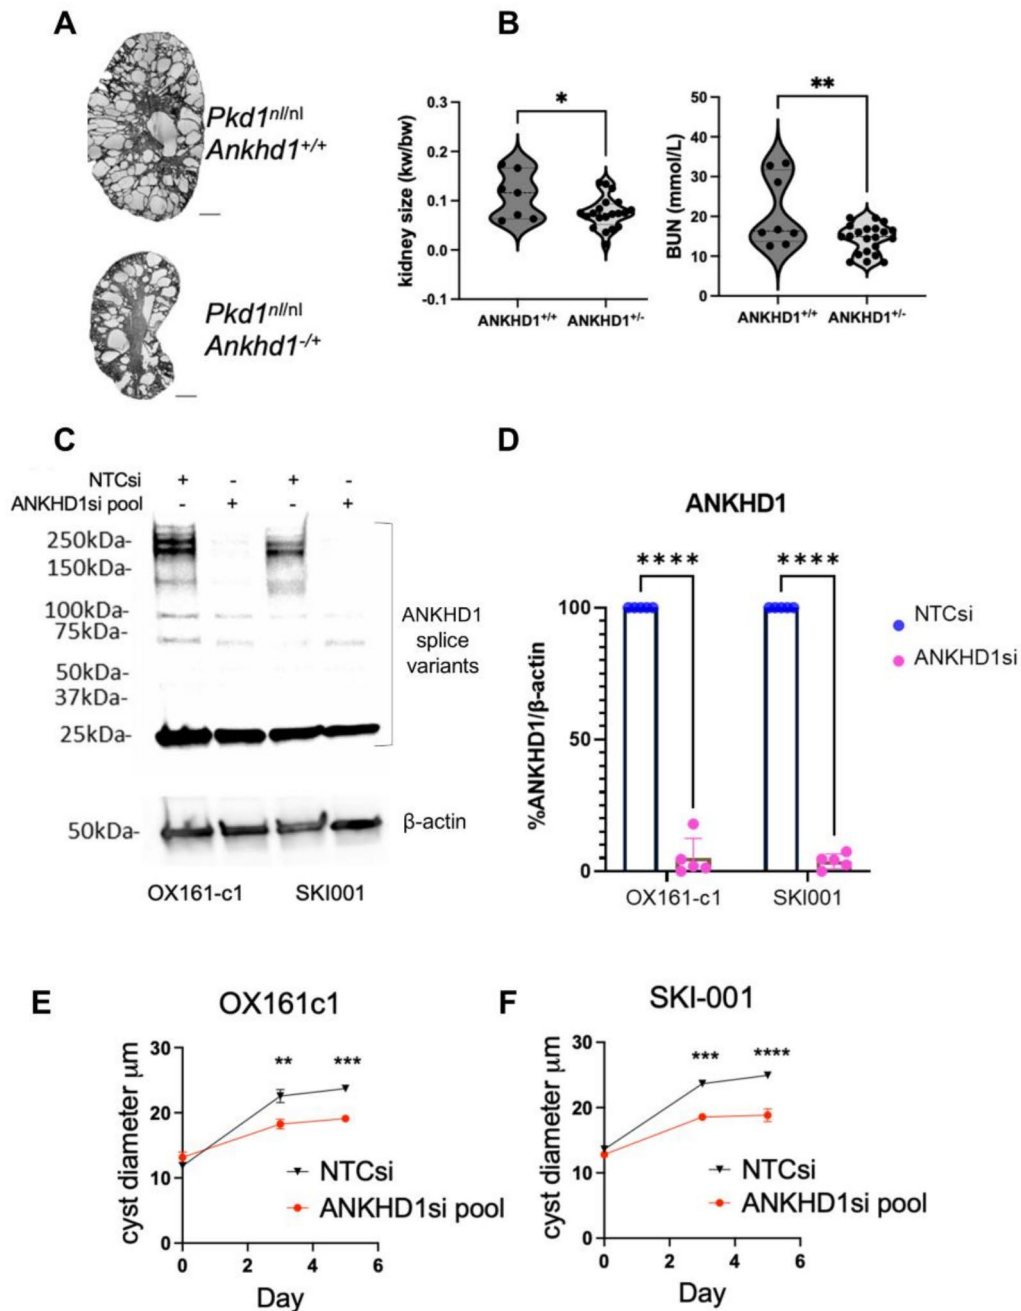 A
Pkd1nl/nl
Ankhd1+/+
Pkd1nl/nl
Ankhd1-/+
B
*
kidney size (kw/bw)
0.3
0.2
0.1
0.0
-0.1
ANKHD1+/+ ANKHD1+/-
**
BUN (mmol/L)
50
40
30
20
10
0
ANKHD1+/+ ANKHD1+/-
C
NTCsi + - + -
ANKHD1si pool - + - +
250kDa-
150kDa-
100kDa-
75kDa-
50kDa-
37kDa-
25kDa-
ANKHD1
splice
variants
50kDa-
β-actin
OX161-c1 SKI001
D
ANKHD1
**** ****
%ANKHD1/β-actin
100
50
0
OX161-c1 SKI001
NTCsi
ANKHD1si
E
OX161c1
cyst diameter μm
30
20
10
0
** ***
NTCsi
ANKHD1si pool
0 2 4 6
Day
F
SKI-001
cyst diameter μm
30
20
10
0
*** ****
NTCsi
ANKHD1si pool
0 2 4 6
Day